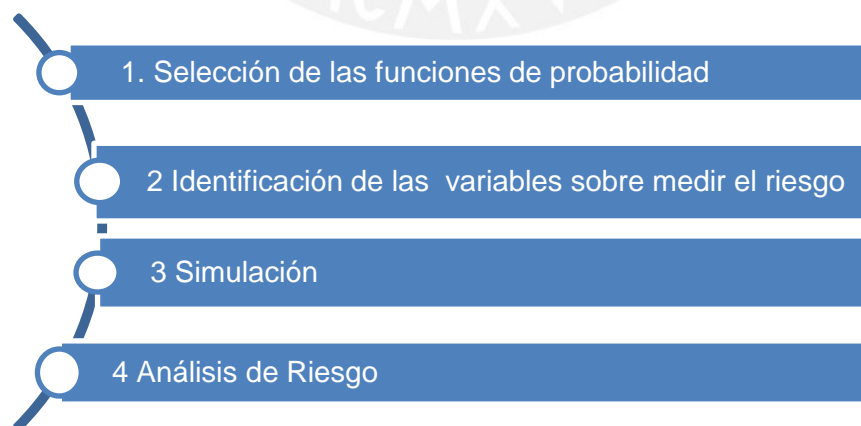 1. Selección de las funciones de probabilidad
2 Identificación de las variables sobre medir el riesgo
3 Simulación
4 Análisis de Riesgo